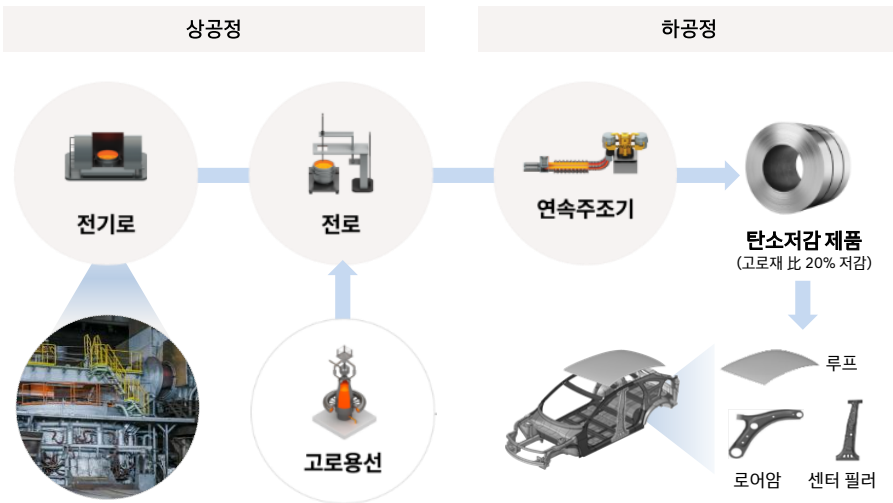 상공정
하공정
전기로
전로
연속주조기
탄소저감 제품
(고로재 比 20% 저감)
고로용선
루프
로어암
센터 필러